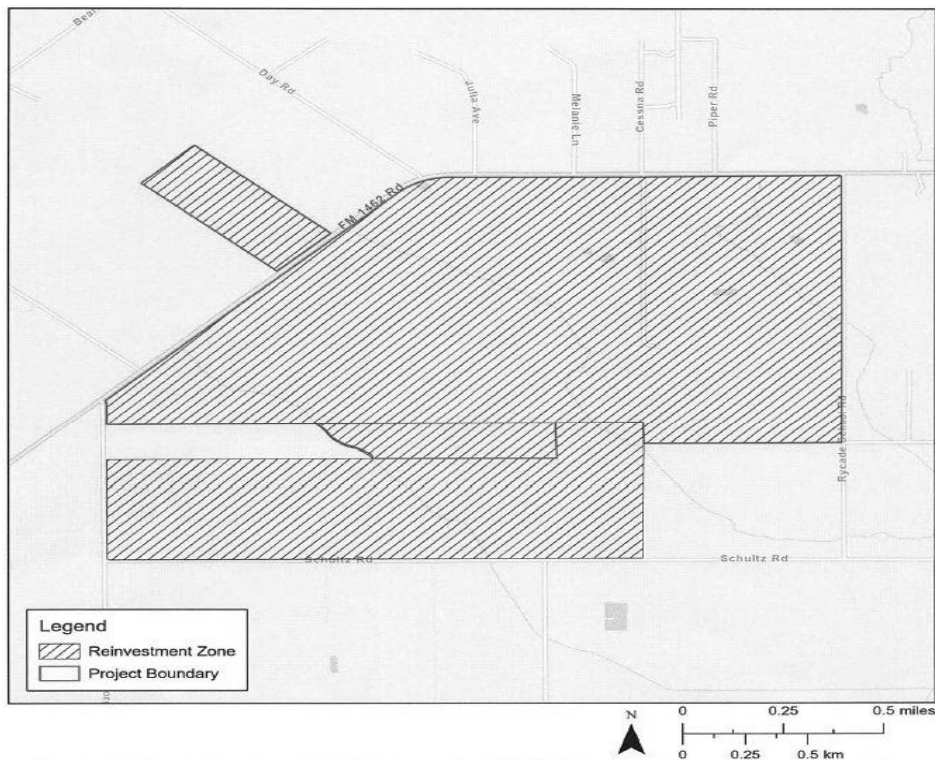 Day Rd
Julia Ave
Melanie Ln
Cessna Rd
Piper Rd
FM 1462 Rd
Rycade School Rd
Schultz Rd
Schultz Rd
Legend
Reinvestment Zone
Project Boundary
N
0 0.25 0.5 miles
0 0.25 0.5 km